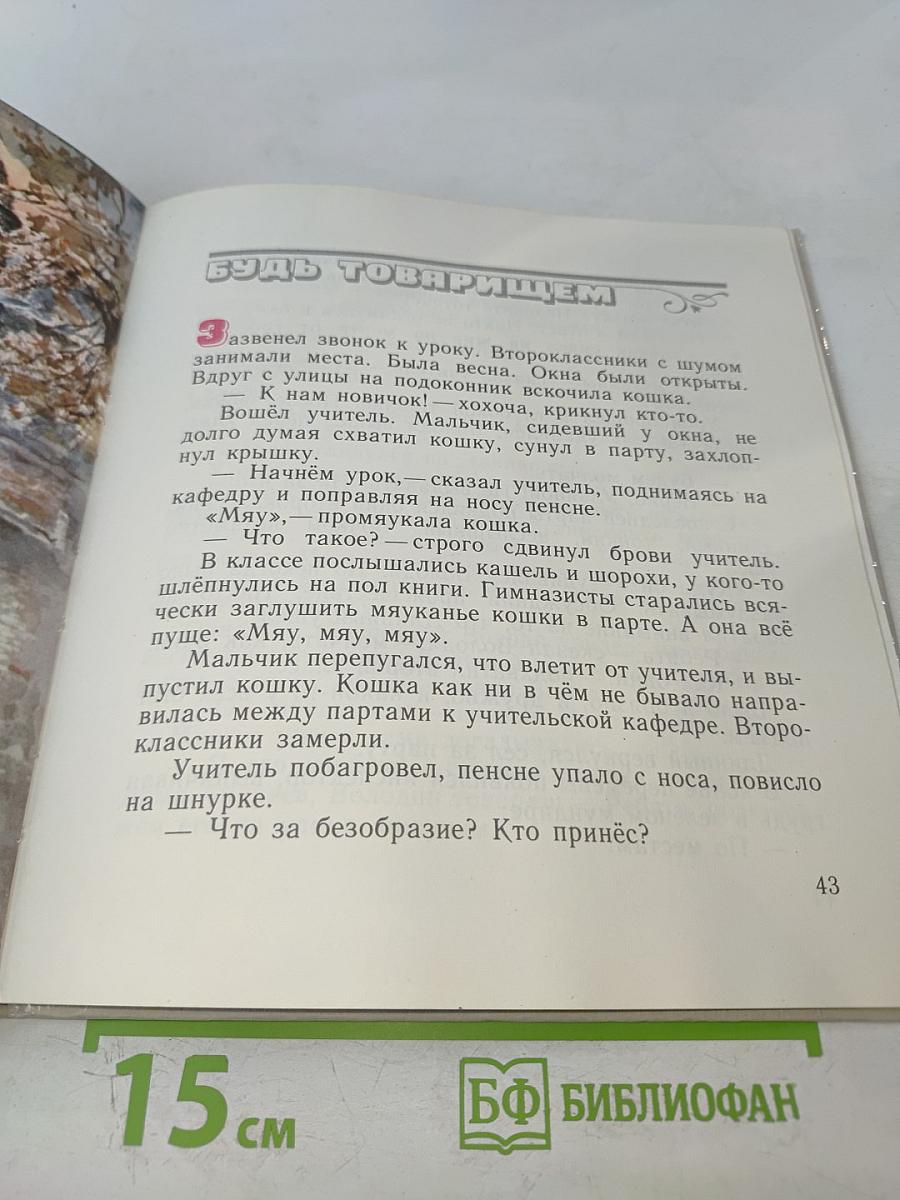 БУДЬ ТОВАРИЩЕМ
Зазвенел звонок к уроку. Второклассники с шумом
занимали места. Была весна. Окна были открыты.
Вдруг с улицы на подоконник вскочила кошка.
— К нам новичок! — хохоча, крикнул кто-то.
Вошёл учитель. Мальчик, сидевший у окна, не
долго думая схватил кошку, сунул в парту, захлоп-
нул крышку.
— Начнём урок,— сказал учитель, поднимаясь на
кафедру и поправляя на носу пенсне.
«Мяу»,— промяукала кошка.
— Что такое? — строго сдвинул брови учитель.
В классе послышались кашель и шорохи, у кого-то
шлёпнулись на пол книги. Гимназисты старались вся-
чески заглушить мяуканье кошки в парте. А она всё
пуще: «Мяу, мяу, мяу».
Мальчик перепугался, что влетит от учителя, и вы-
пустил кошку. Кошка как ни в чём не бывало напра-
вилась между партами к учительской кафедре. Второ-
классники замерли.
Учитель побагровел, пенсне упало с носа, повисло
на шнурке.
— Что за безобразие? Кто принёс?
43
15 см
БФ БИБЛИОФАН